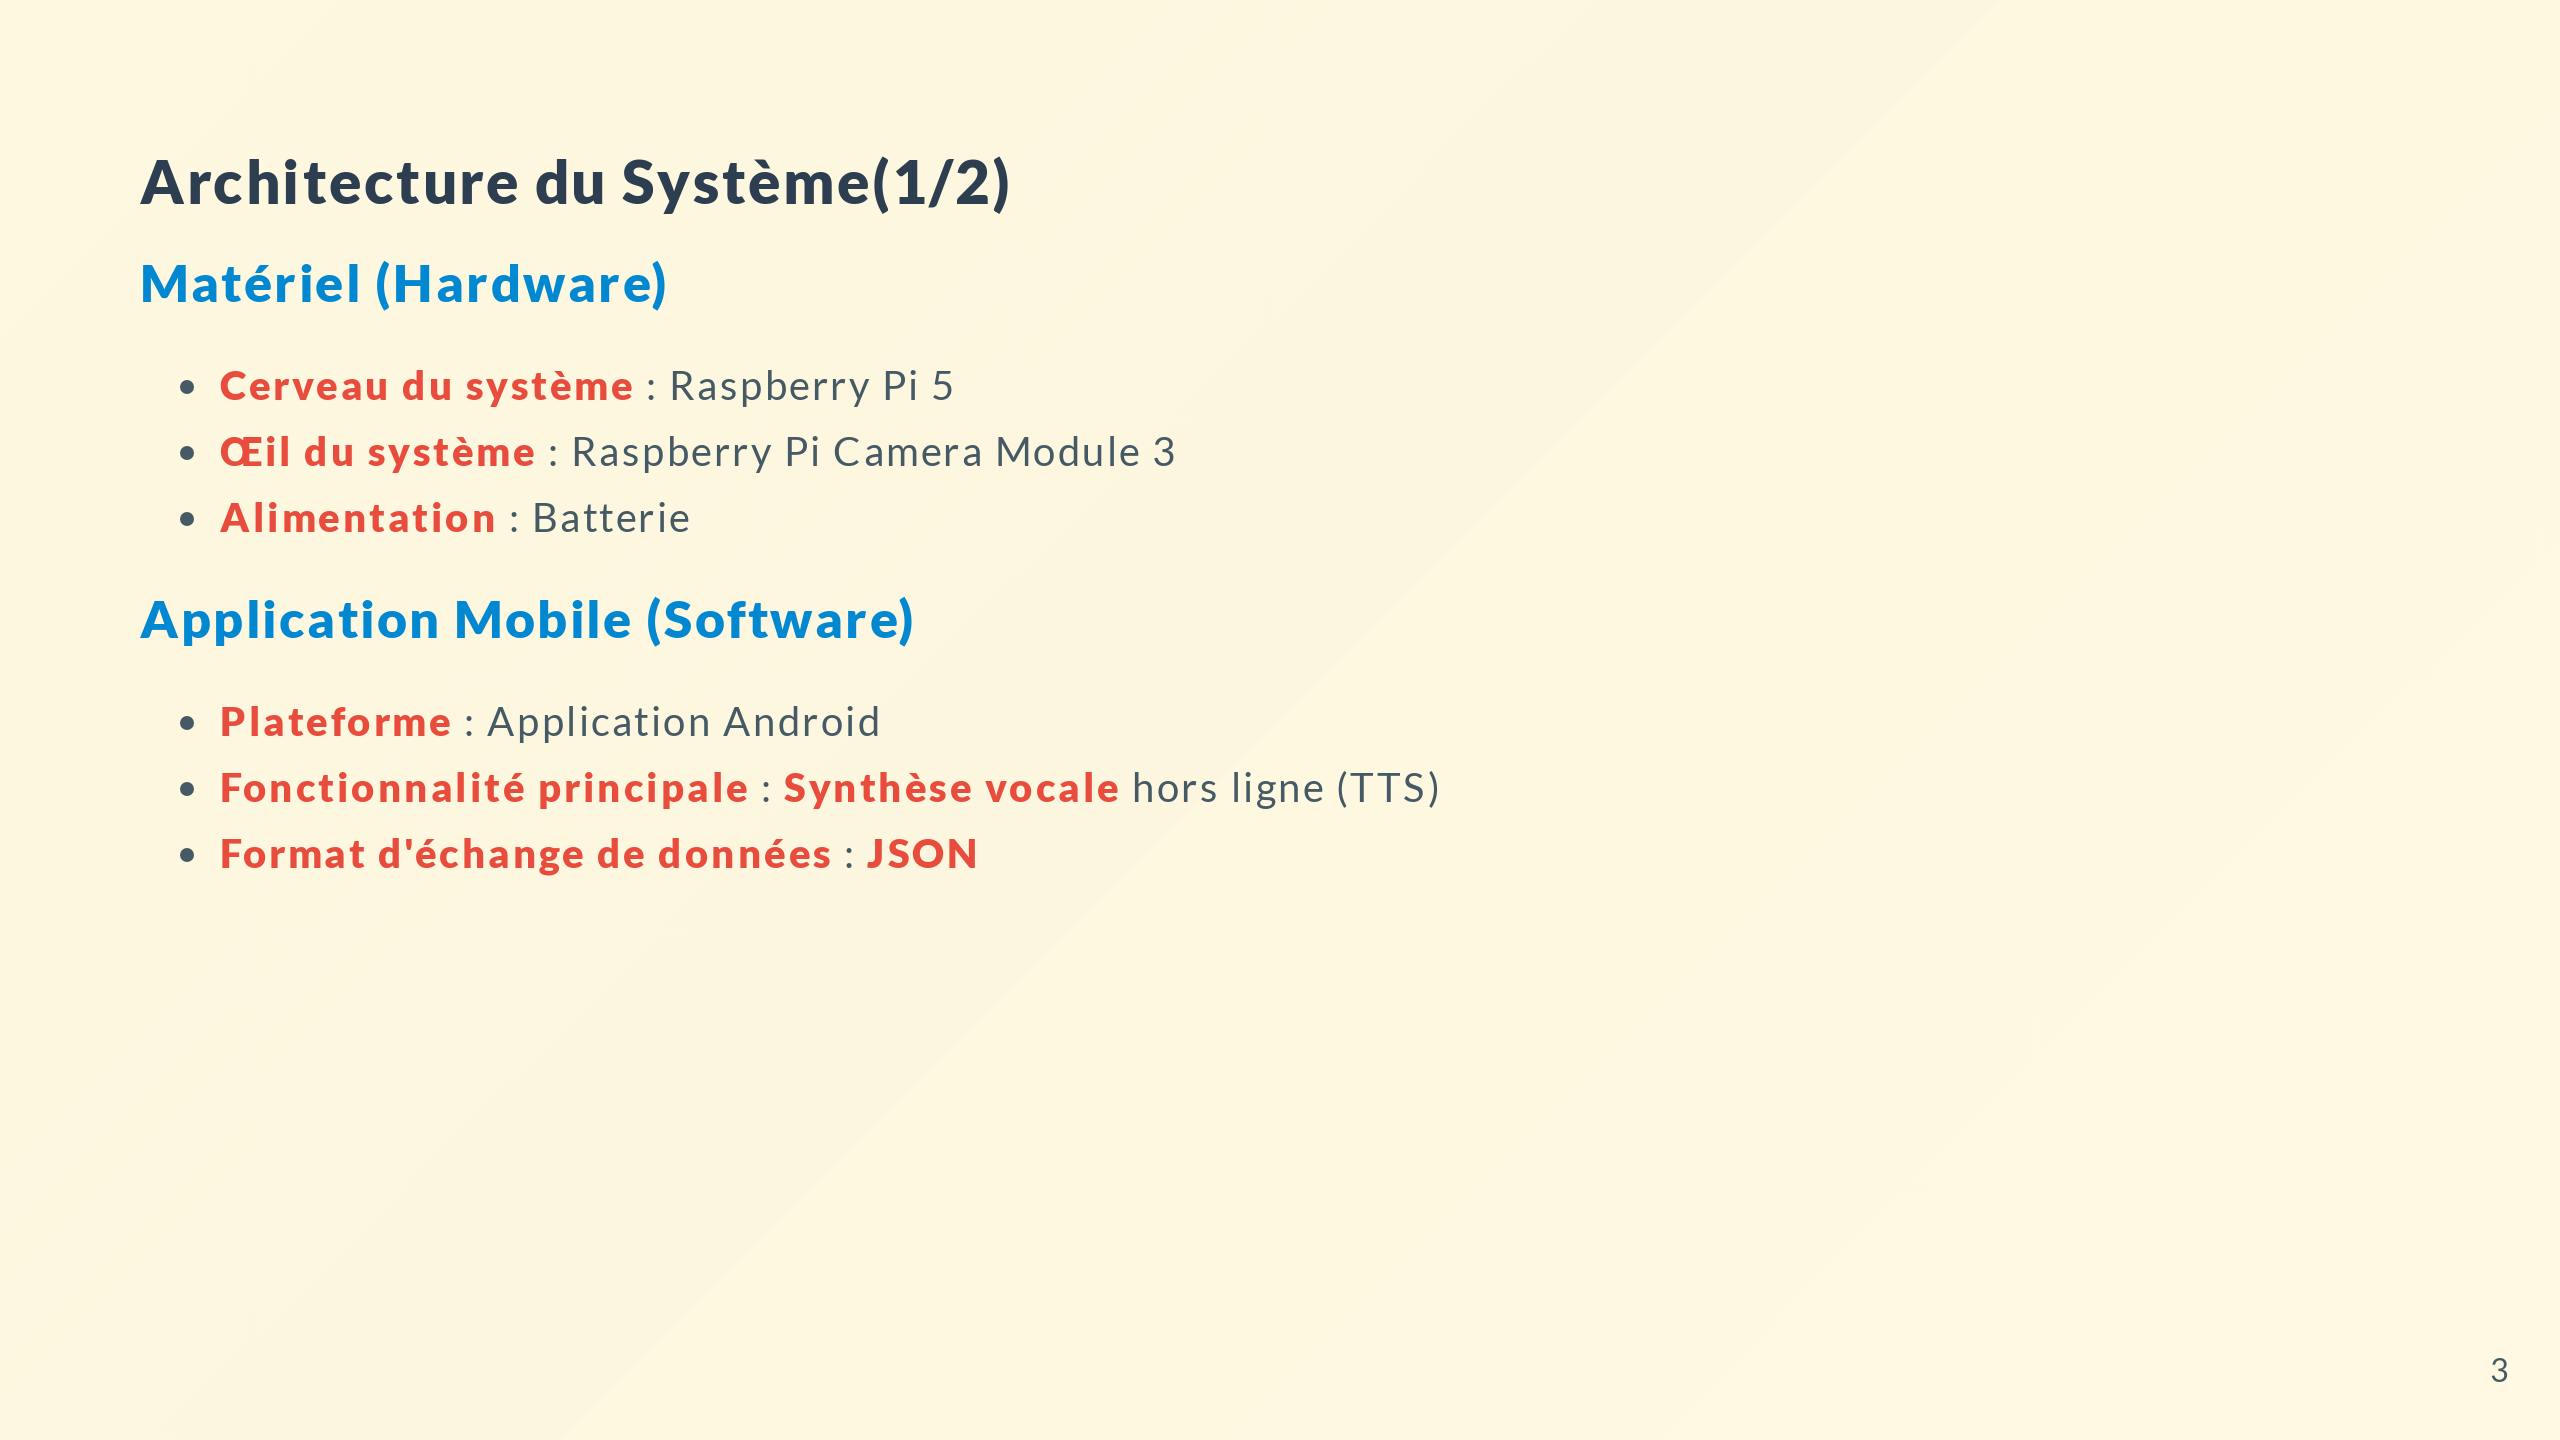 Architecture du Système(1/2)
Matériel (Hardware)
• Cerveau du système : Raspberry Pi 5
• Œil du système : Raspberry Pi Camera Module 3
• Alimentation : Batterie
Application Mobile (Software)
• Plateforme : Application Android
• Fonctionnalité principale : Synthèse vocale hors ligne (TTS)
• Format d'échange de données : JSON
3